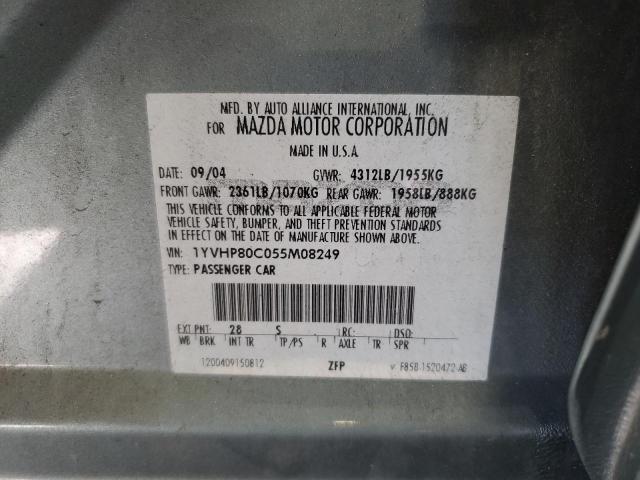 MFD. BY AUTO ALLIANCE INTERNATIONAL, INC.
FOR MAZDA MOTOR CORPORATION
MADE IN U.S.A.
DATE: 09/04 GVWR: 4312LB/1955KG
FRONT GAWR: 2361LB/1070KG REAR GAWR: 1958LB/888KG
THIS VEHICLE CONFORMS TO ALL APPLICABLE FEDERAL MOTOR
VEHICLE SAFETY, BUMPER, AND THEFT PREVENTION STANDARDS
IN EFFECT ON THE DATE OF MANUFACTURE SHOWN ABOVE.
VIN: 1YVHP80C055M08249
TYPE: PASSENGER CAR
EXT PNT: 28 S RC: DSO:
WB BRK INT TR TP/PS R AXLE TR SPR
1200409150812 ZFP V F85B-1520472-AB